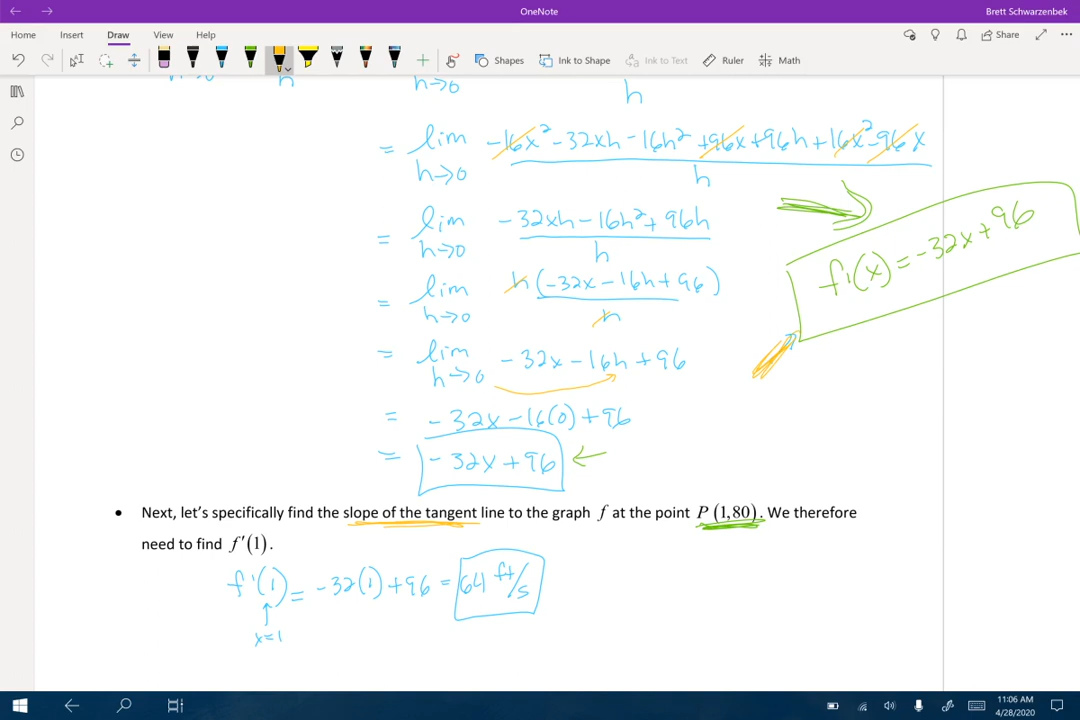 OneNote
Brett Schwarzenbek
Home Insert Draw View Help
Share
Shapes Ink to Shape Ink to Text Ruler Math
h h→0 h
= lim h→0 -16x² -32xh -16h² +96x +96h +16x² -96x
h
= lim h→0 -32xh -16h² +96h
h
= lim h→0 h(-32x -16h +96)
h
= lim h→0 -32x -16h +96
= -32x -16(0) +96
= -32x +96 ←
f'(x) = -32x +96
• Next, let's specifically find the slope of the tangent line to the graph f at the point P (1,80). We therefore
need to find f′(1).
f'(1) = -32(1) +96 = 64 ft/s
↑
x=1
11:06 AM
4/28/2020